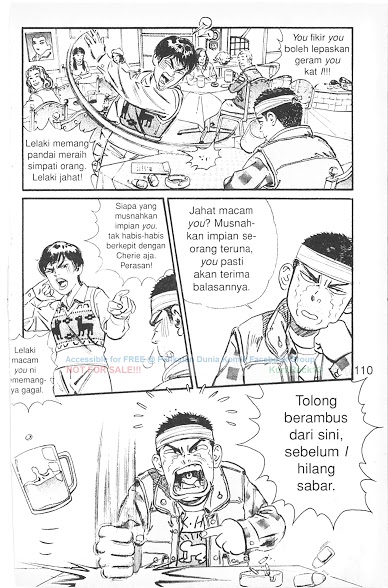 You fikir you
boleh lepaskan
geram you
kat I!!!
Lelaki memang
pandai meraih
simpati orang.
Lelaki jahat!
Siapa yang
musnahkan
impian you,
tak habis-habis
berkepit dengan
Cherie aja.
Perasan!
Jahat macam
you? Musnah-
kan impian se-
orang teruna,
you pasti
akan terima
balasannya.
Lelaki
macam
you ni
memang-
ya gagal.
Accessible for FREE @
Dunia Komik Facebook Group
NOT FOR SALE!!!
110
Tolong
berambus
dari sini,
sebelum I
hilang
sabar.